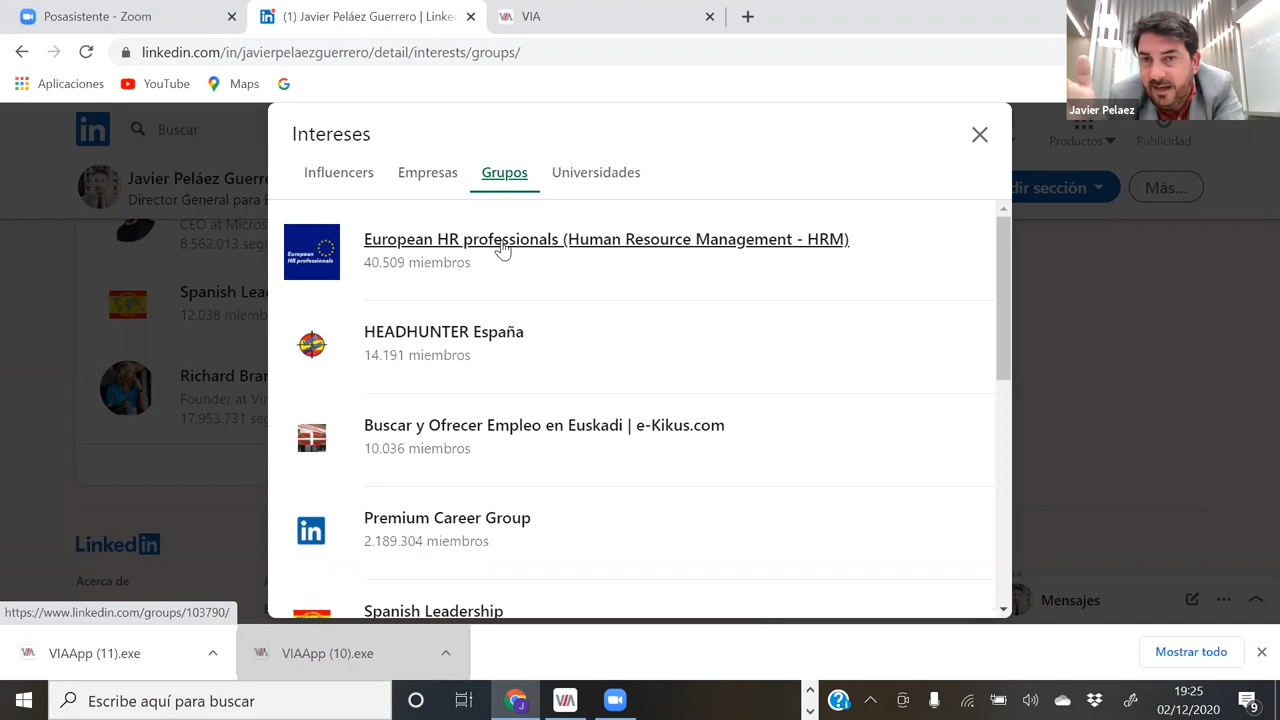 Posasistente - Zoom
(1) Javier Peláez Guerrero | Linke
VIA
linkedin.com/in/javierpelaezguerrero/detail/interests/groups/
Aplicaciones
YouTube
Maps
Javier Pelaez
Buscar
Productos
Publicidad
Javier Peláez Guerre
Director General para E
dir sección
Más...
Intereses
Influencers
Empresas
Grupos
Universidades
European HR professionals (Human Resource Management - HRM)
40.509 miembros
European
HR professionals
HEADHUNTER España
14.191 miembros
Buscar y Ofrecer Empleo en Euskadi | e-Kikus.com
10.036 miembros
Premium Career Group
2.189.304 miembros
Spanish Leadership
CEO at Micros
8.562.013 segu
Spanish Lea
12.038 miemb
Richard Bran
Founder at Vir
17.953.731 seg
LinkedIn
Acerca de
Mensajes
https://www.linkedin.com/groups/103790/
VIAApp (11).exe
VIAApp (10).exe
Mostrar todo
Escribe aquí para buscar
19:25
02/12/2020
9